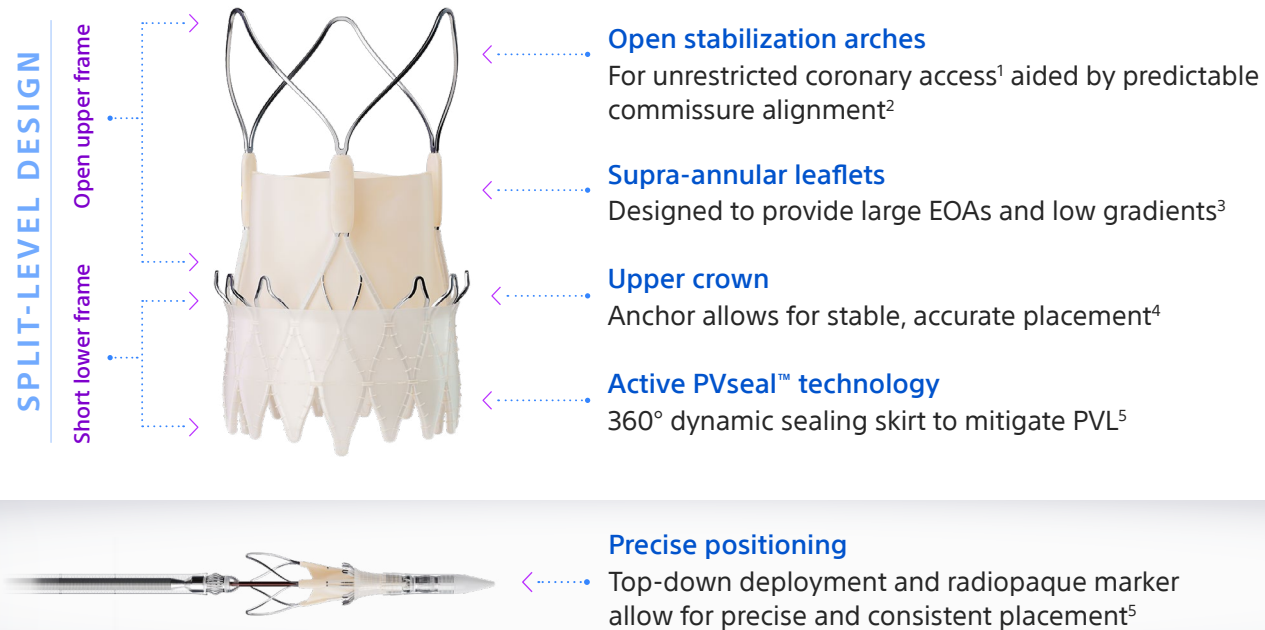 SPLIT-LEVEL DESIGN
Open upper frame
Short lower frame
Open stabilization arches
For unrestricted coronary access¹ aided by predictable
commissure alignment²
Supra-annular leaflets
Designed to provide large EOAs and low gradients³
Upper crown
Anchor allows for stable, accurate placement⁴
Active PVseal™ technology
360° dynamic sealing skirt to mitigate PVL⁵
Precise positioning
Top-down deployment and radiopaque marker
allow for precise and consistent placement⁵